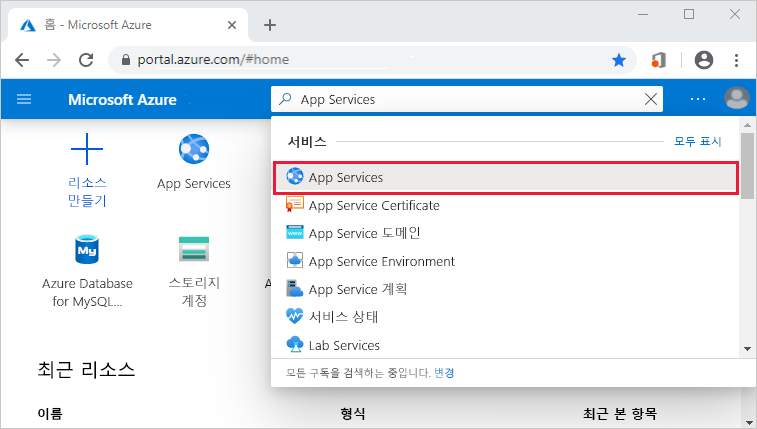 홈 - Microsoft Azure
portal.azure.com/#home
Microsoft Azure
App Services
서비스
모두 표시
App Services
App Service Certificate
App Service 도메인
App Service Environment
App Service 계획
서비스 상태
Lab Services
모든 구독을 검색하는 중입니다. 변경
리소스
만들기
App Services
My
Azure Database
for MySQL...
스토리지
계정
A
최근 리소스
이름
형식
최근 본 항목